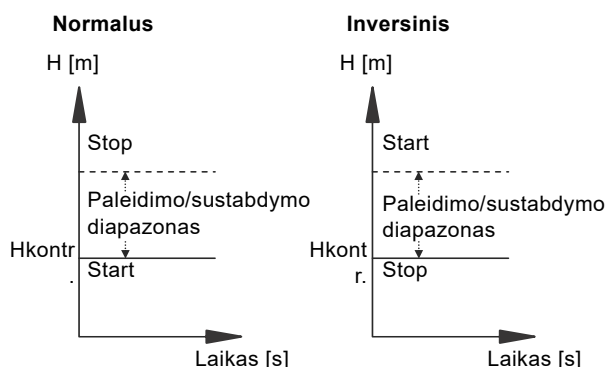 Normalus
H [m]
Stop
Paleidimo/sustabdymo
diapazonas
Hkontr
.
Start
Laikas [s]
Inversinis
H [m]
Start
Paleidimo/sustabdymo
diapazonas
Hkont
r.
Stop
Laikas [s]